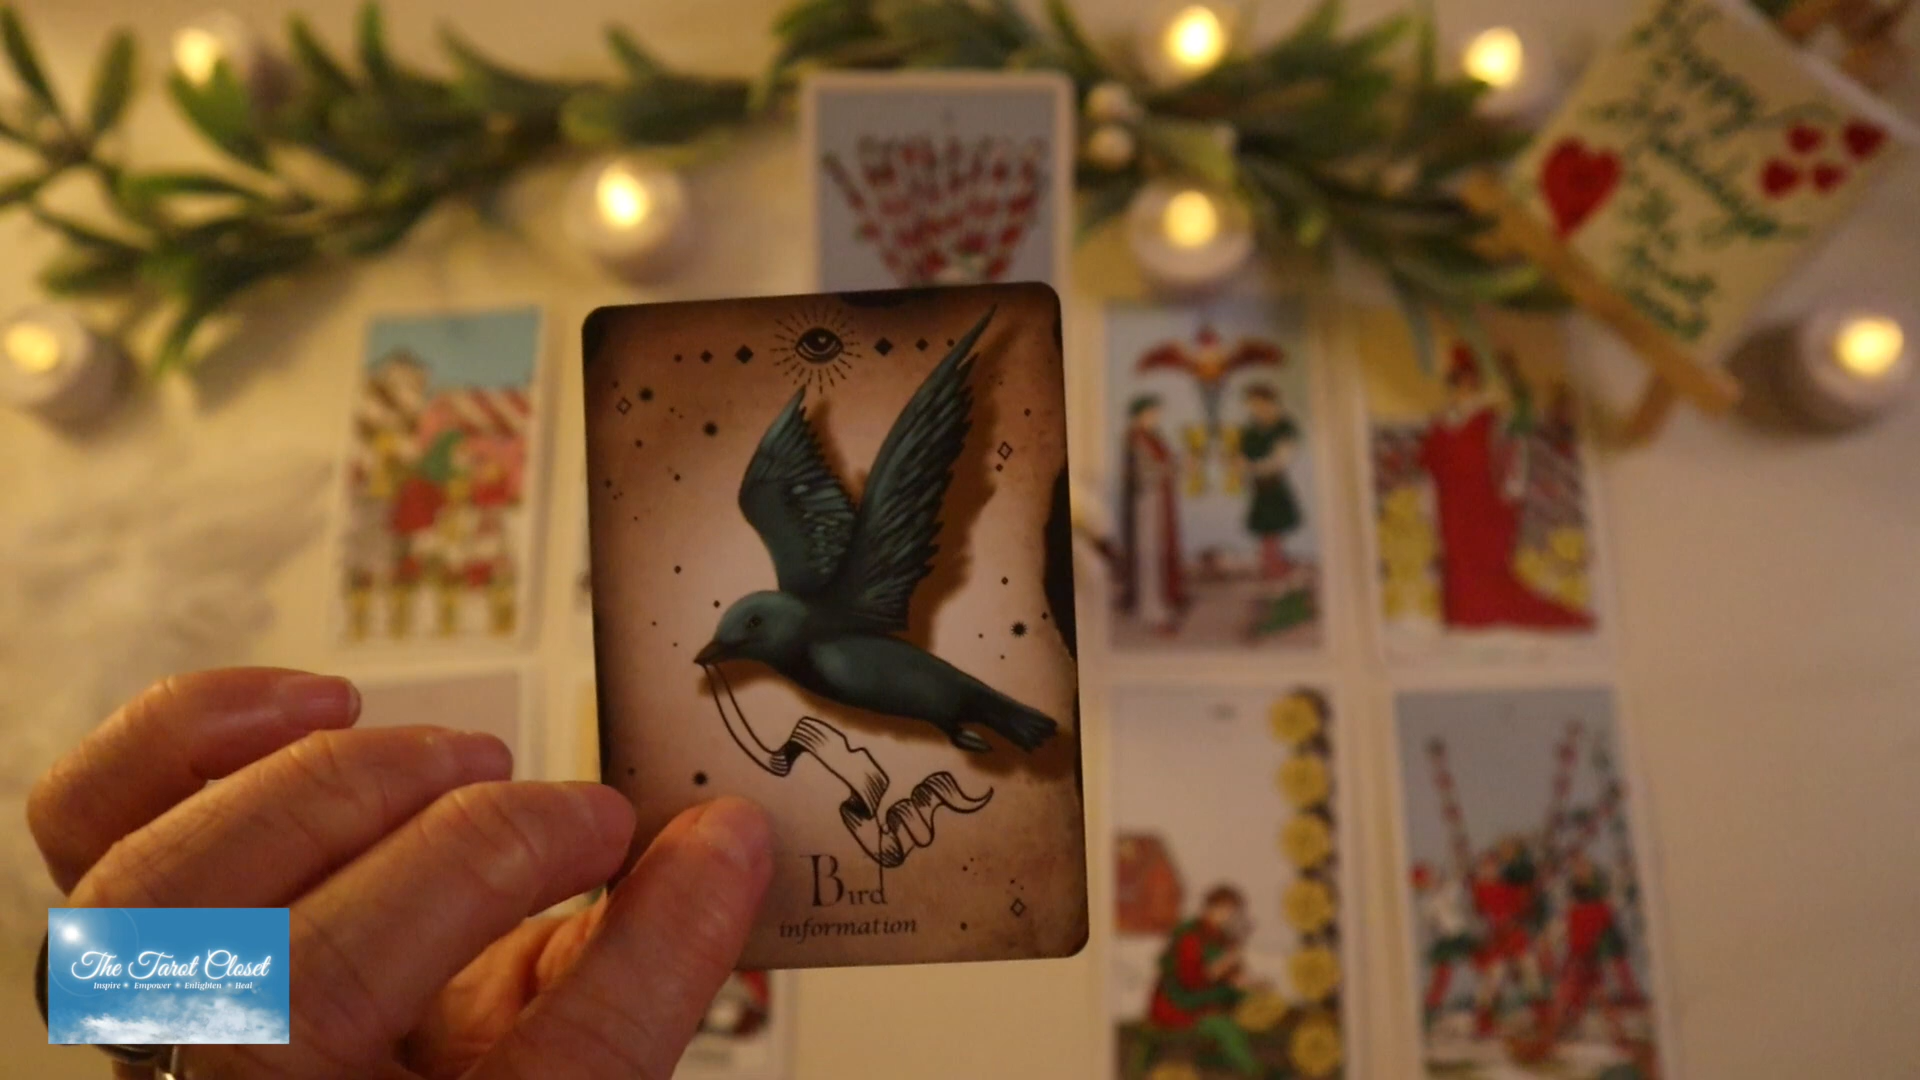 Bird
information
The Tarot Closet
Inspire * Empower * Enlighten * Heal